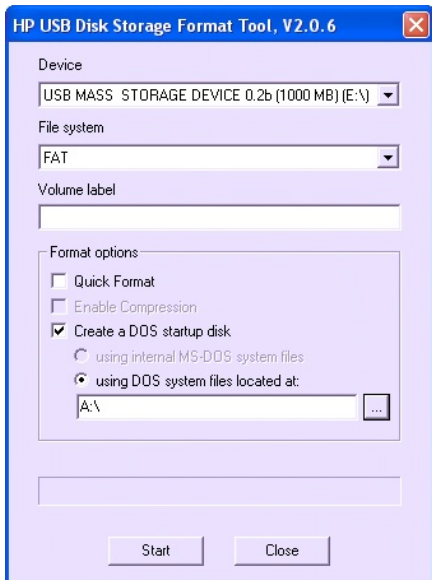 HP USB Disk Storage Format Tool, V2.0.6
Device
USB MASS  STORAGE DEVICE 0.2b (1000 MB) (E:\)
File system
FAT
Volume label
Format options
Quick Format
Enable Compression
Create a DOS startup disk
using internal MS-DOS system files
using DOS system files located at:
A:\
...
Start
Close